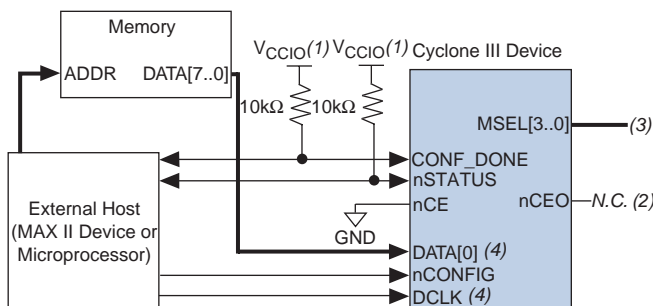 Memory
ADDR DATA[7..0]
VCCIO(1) VCCIO(1)
Cyclone III Device
10kΩ 10kΩ
MSEL[3..0] (3)
CONF_DONE
nSTATUS
nCE
nCEO N.C. (2)
GND
External Host
(MAX II Device or
Microprocessor)
DATA[0] (4)
nCONFIG
DCLK (4)